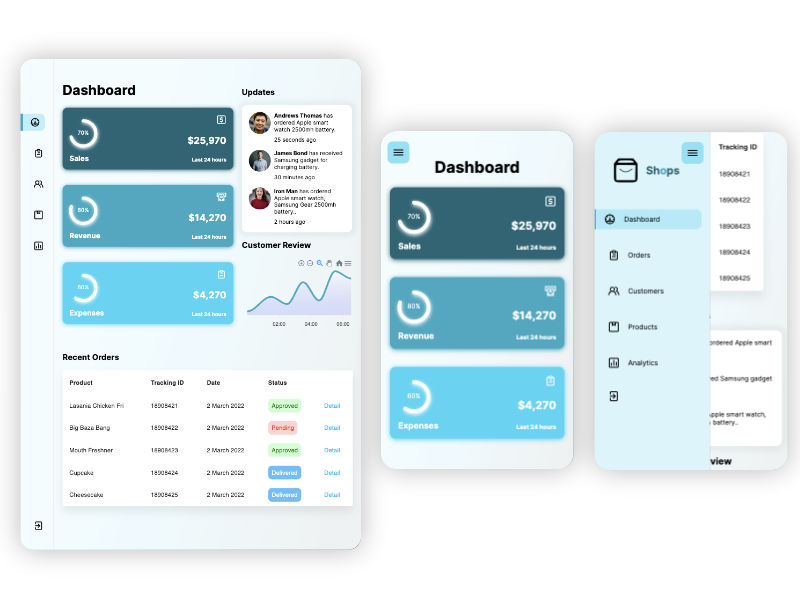 Dashboard
70%
Sales
$25,970
Last 24 hours
80%
Revenue
$14,270
Last 24 hours
60%
Expenses
$4,270
Last 24 hours
Updates
Andrews Thomas has
ordered Apple smart
watch 2500mn battery.
25 seconds ago
James Bond has received
Samsung gadget for
charging battery.
30 minutes ago
Iron Man has ordered
Apple smart watch,
Samsung Gear 2500mh
battery..
2 hours ago
Customer Review
02:00 04:00 06:00
Recent Orders
Product Tracking ID Date Status
Lasania Chicken Fri 18908421 2 March 2022 Approved Detail
Big Baza Bang 18908422 2 March 2022 Pending Detail
Mouth Freshner 18908423 2 March 2022 Approved Detail
Cupcake 18908424 2 March 2022 Delivered Detail
Cheesecake 18908425 2 March 2022 Delivered Detail
Dashboard
70%
Sales
$25,970
Last 24 hours
80%
Revenue
$14,270
Last 24 hours
60%
Expenses
$4,270
Last 24 hours
Shops
Dashboard
Orders
Customers
Products
Analytics
Tracking ID
18908421
18908422
18908423
18908424
18908425
ordered Apple smart
ed Samsung gadget
apple smart watch,
battery..
view